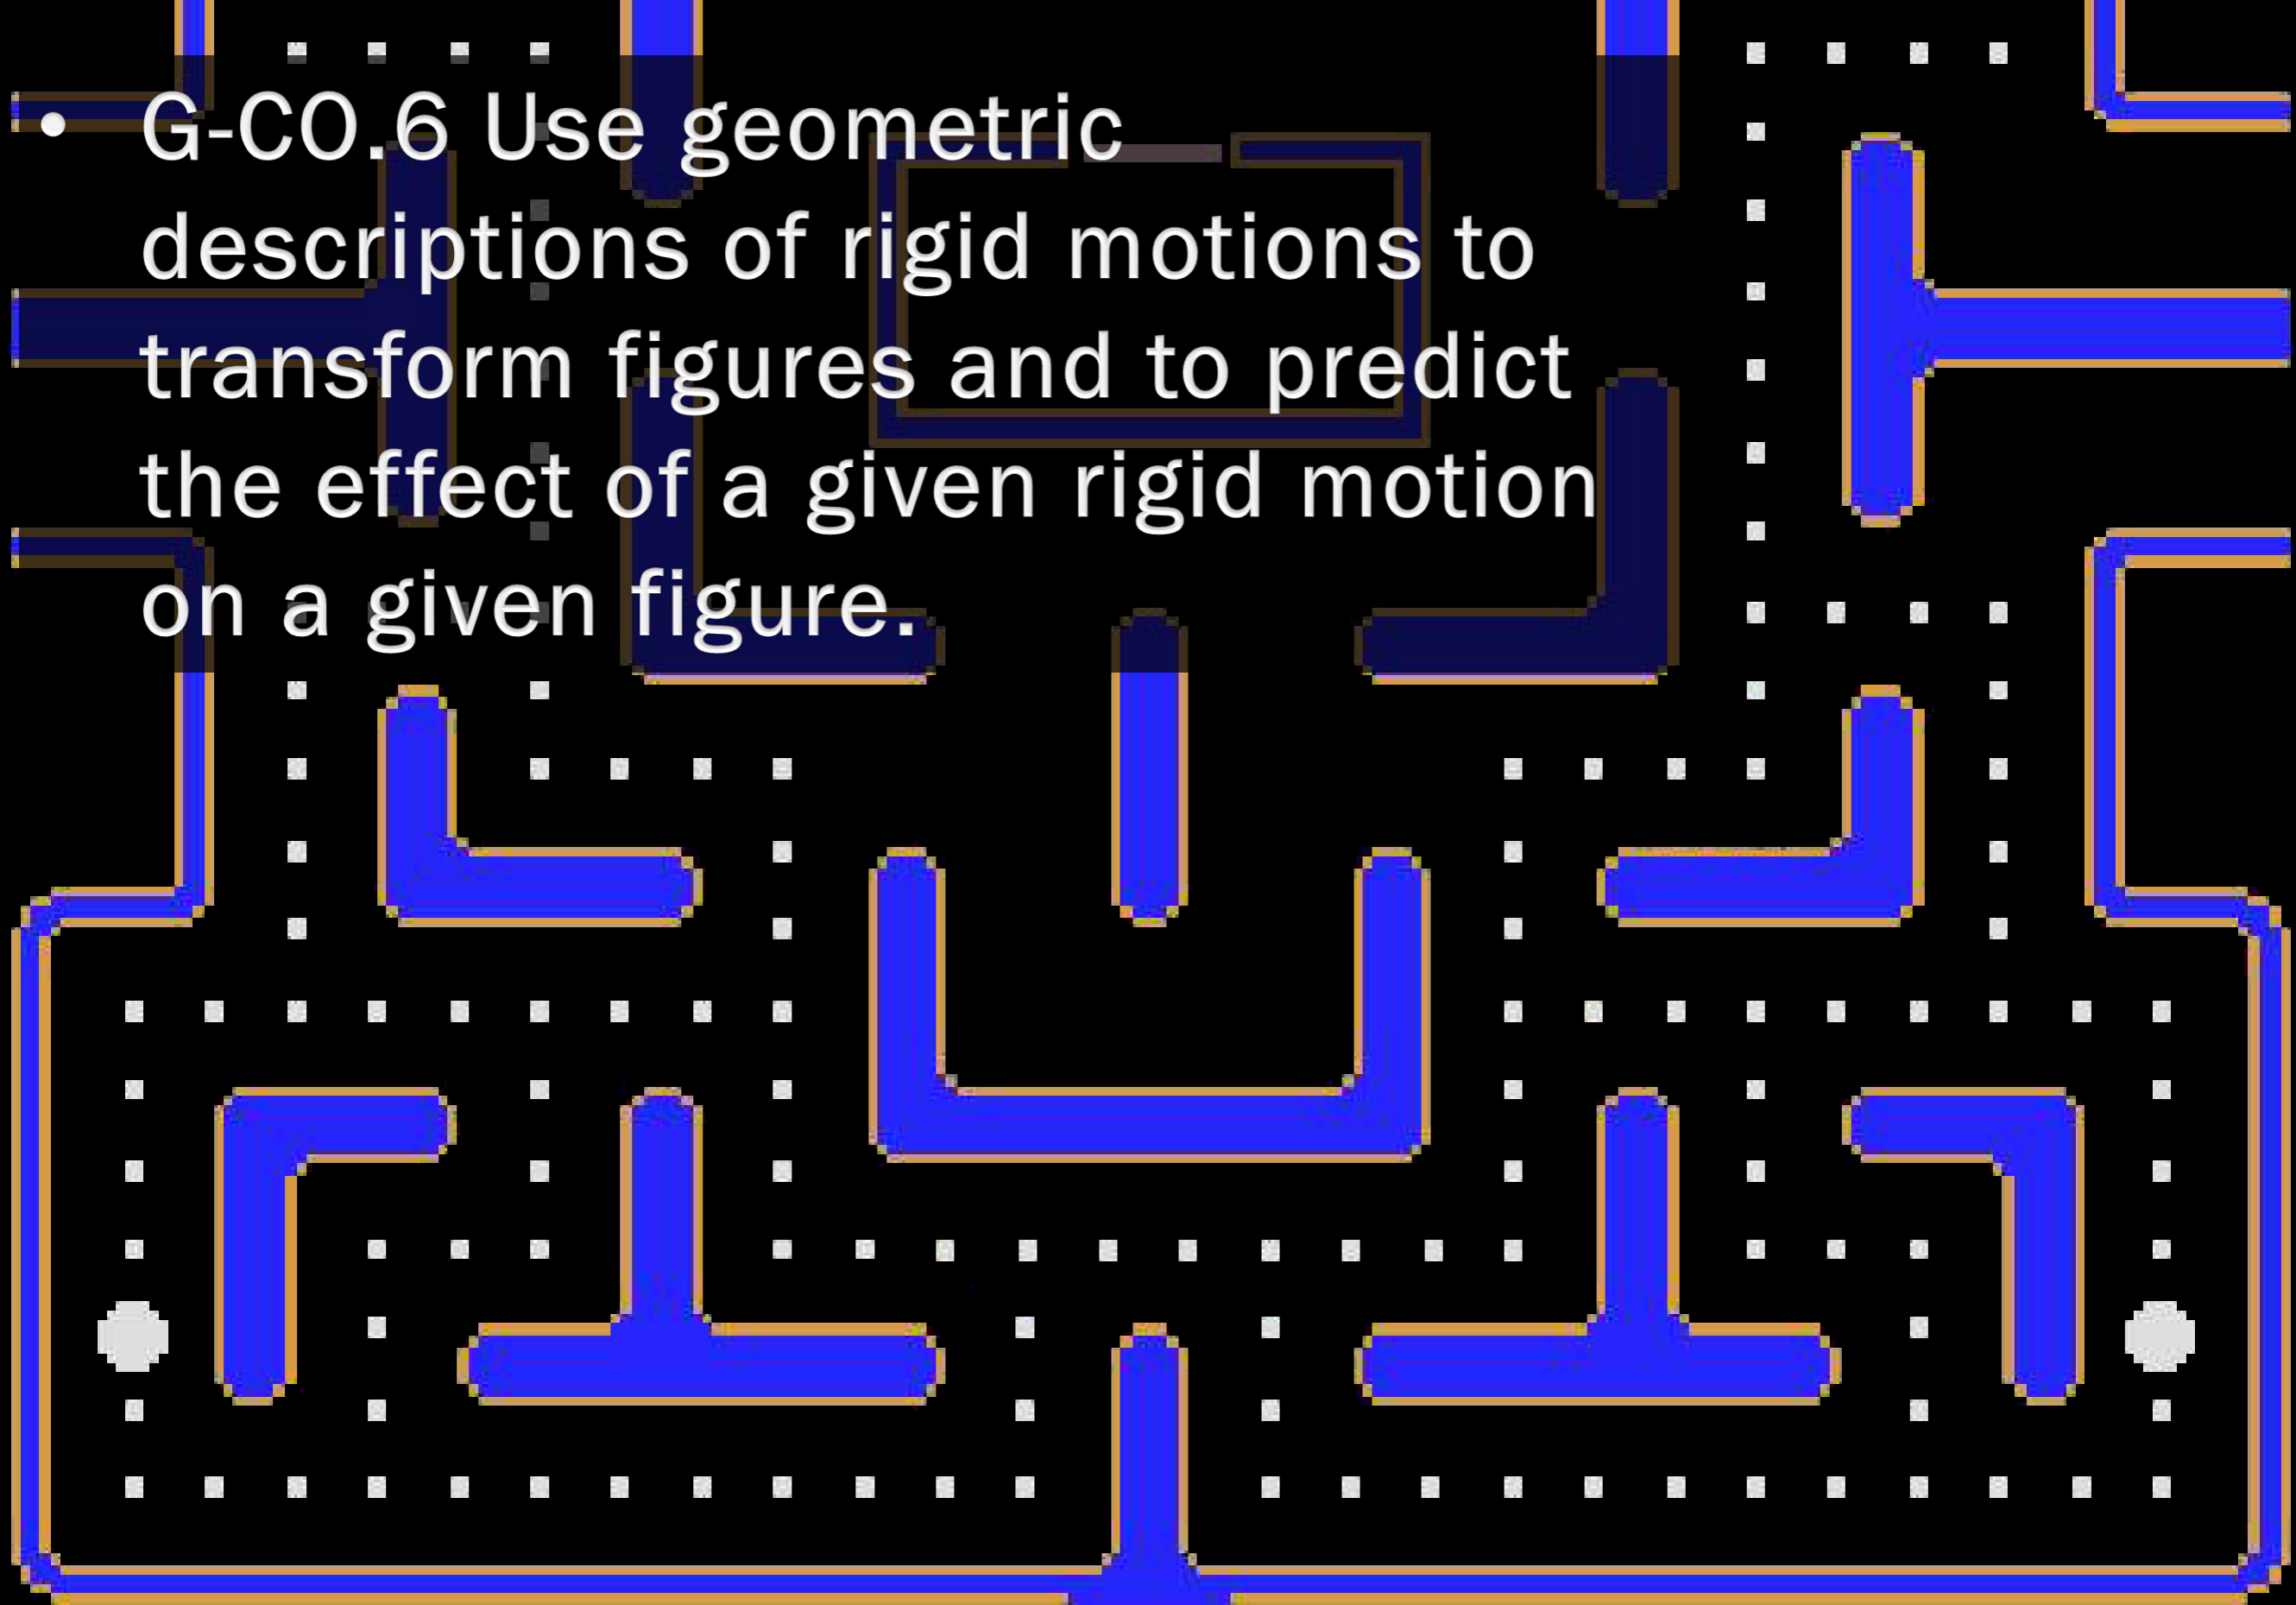 • G-CO.6 Use geometric
descriptions of rigid motions to
transform figures and to predict
the effect of a given rigid motion
on a given figure.